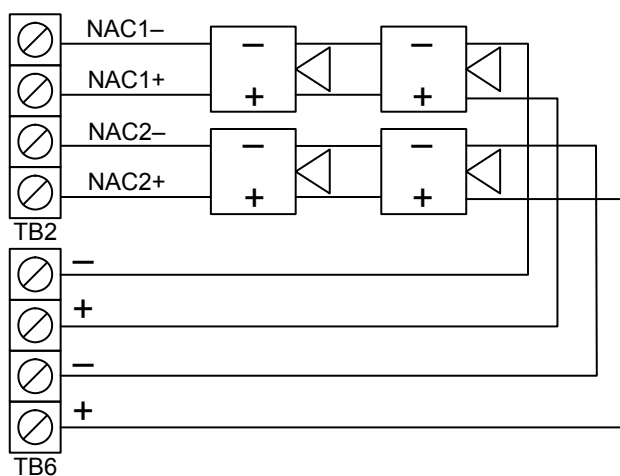 NAC1–
– –
NAC1+
+ +
NAC2–
– –
NAC2+
+ +
TB2
–
+
–
+
TB6